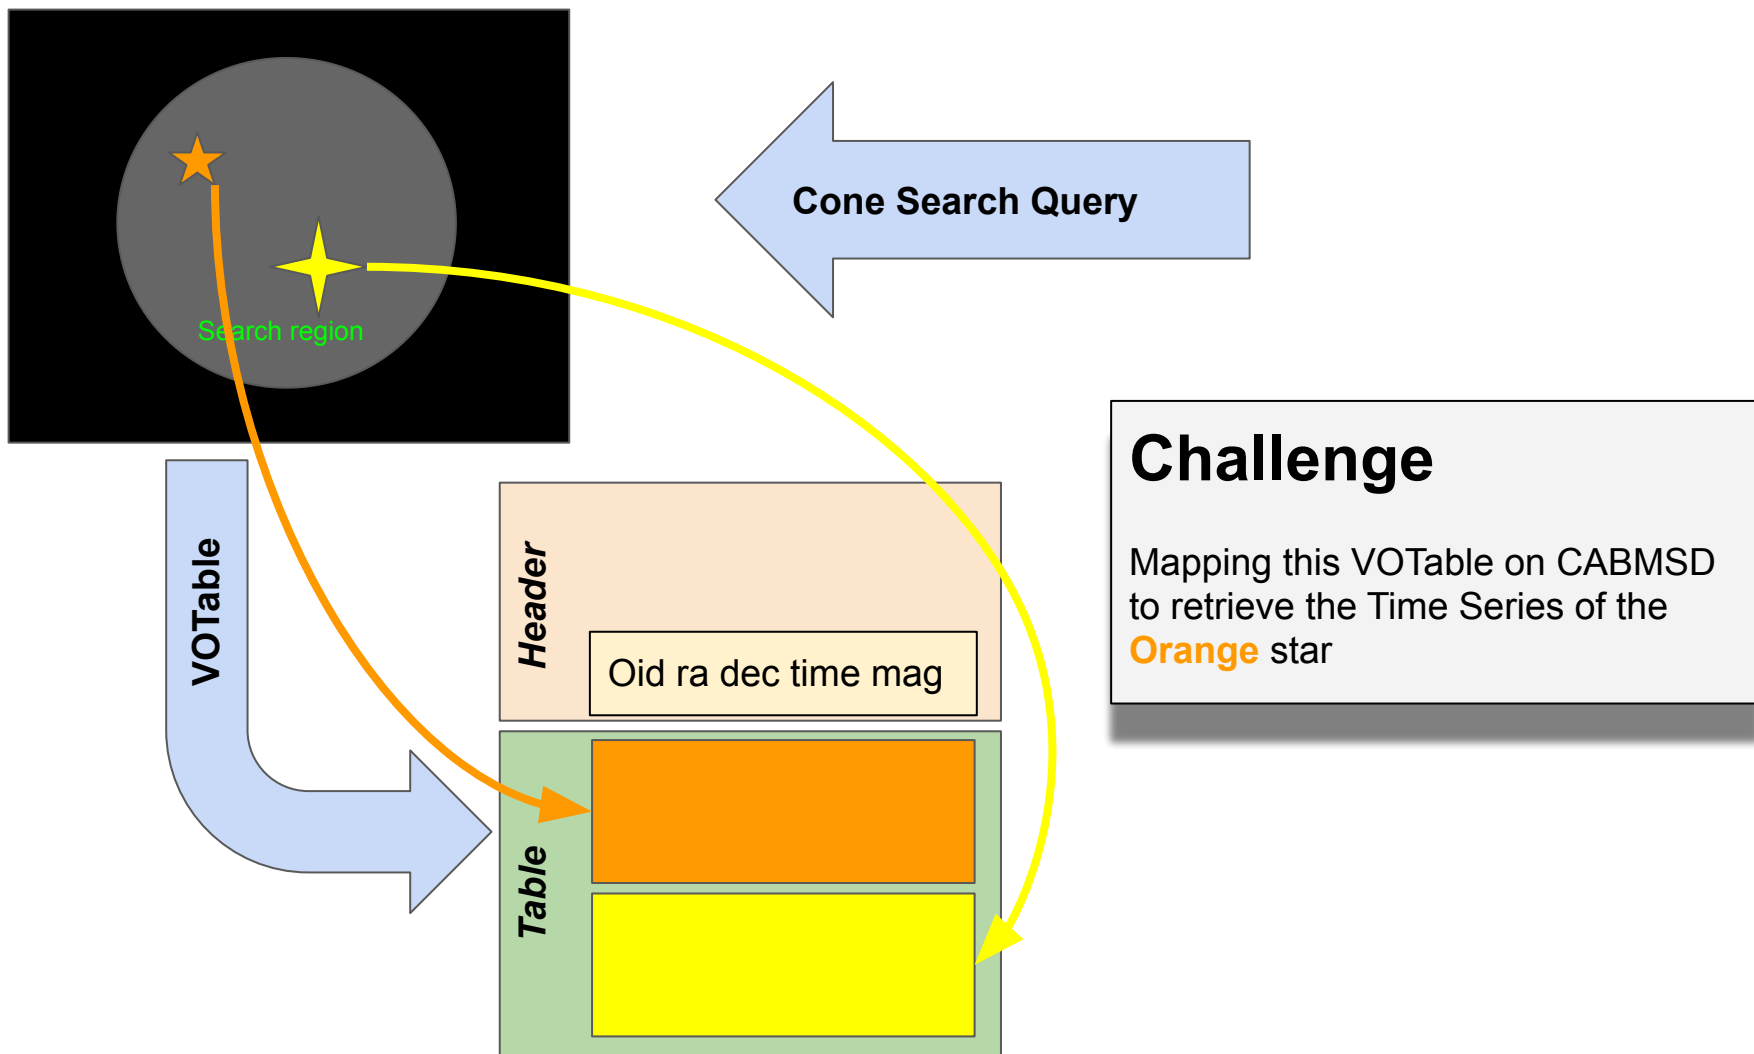 Cone Search Query
Search region
Challenge
Mapping this VOTable on CABMSD
to retrieve the Time Series of the
Orange star
VOTable
Header
Oid ra dec time mag
Table